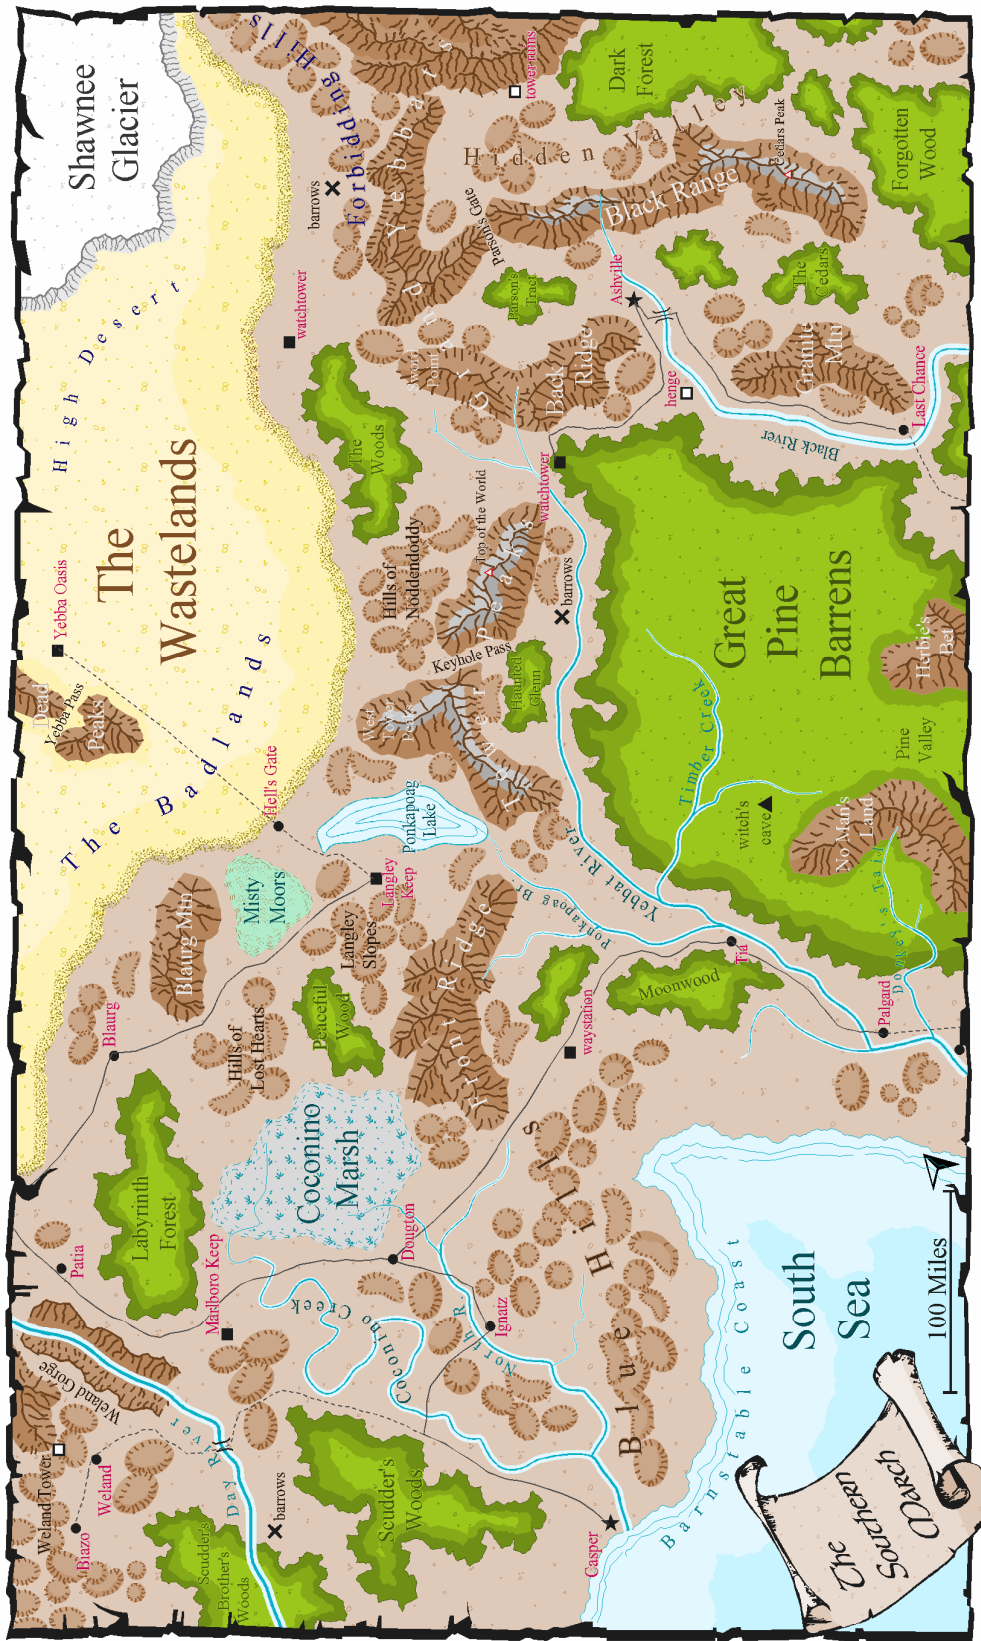 Shawnee
Glacier
High Desert
The
Wastelands
The Badlands
Yebba Oasis
Dead
Peaks
Yebba Pass
Hell's Gate
Forbidding Hills
barrows
watchtower
tower ruins
Dark
Forest
Hidden Valley
Cedars Peak
Forgotten
Wood
Black Range
Parson's Gate
Parson's
Tract
Ashville
The
Cedars
Granite
Mtn
Last Chance
Black River
henge
Back
Ridge
The
Woods
watchtower
Hills of
Noddendoddy
Top of the World
barrows
Keyhole Pass
Haunted
Glenn
Great
Pine
Barrens
Herbie's
Bet
Pine
Valley
Timber Creek
witch's
cave
No Man's
Land
Donkey's Tail
Yebbat River
Ponkapoag Br.
Ponkapoag
Lake
Langley
Keep
Langley
Slopes
Misty
Moors
Blaurg Mtn
Blaurg
Hills of
Lost Hearts
Peaceful
Wood
Front Ridge
waystation
Moonwood
Tia
Palgard
Labyrinth
Forest
Coconino
Marsh
Patia
Marlboro Keep
Dougton
Coconino Creek
North R.
Ignatz
Blue Hills
Weland Gorge
Weland Tower
Weland
Biazo
Day River
barrows
Scudder's
Brother's
Woods
Scudder's
Woods
Casper
Barnstable Coast
South
Sea
100 Miles
The
Southern
March